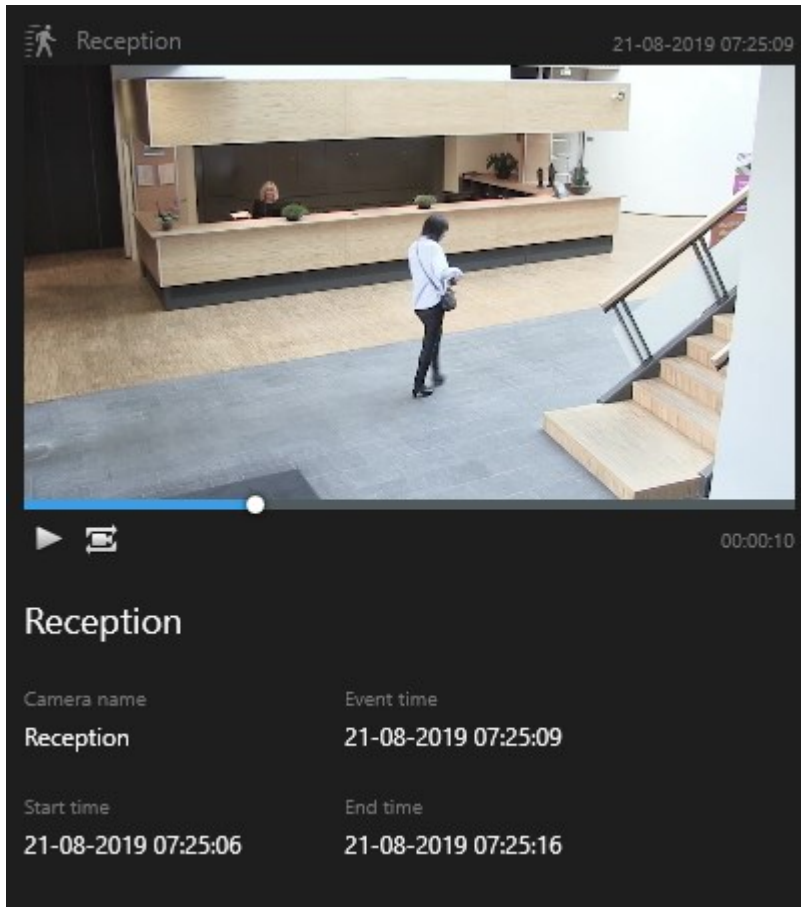 Reception 21-08-2019 07:25:09
00:00:10
Reception
Camera name Event time
Reception 21-08-2019 07:25:09
Start time End time
21-08-2019 07:25:06 21-08-2019 07:25:16